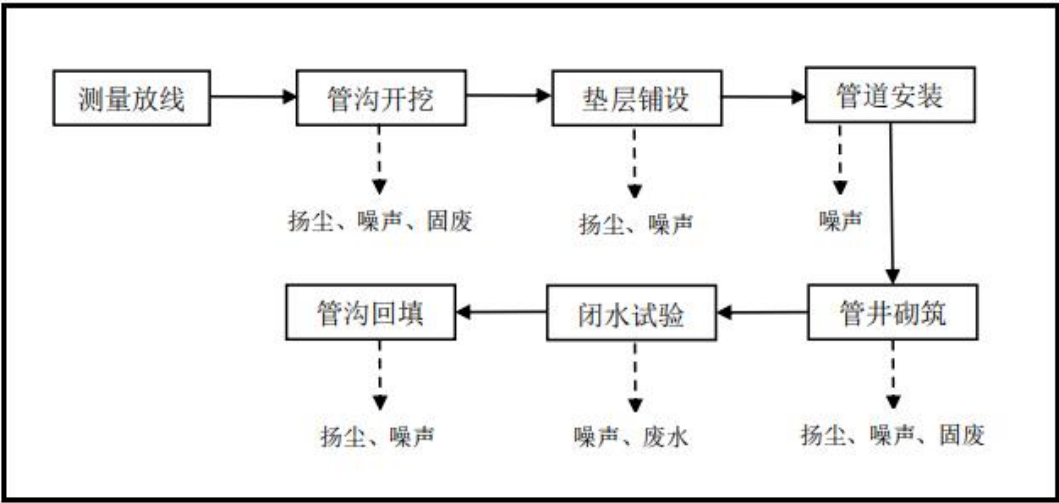 测量放线
管沟开挖
垫层铺设
管道安装
扬尘、噪声、固废
扬尘、噪声
噪声
管沟回填
闭水试验
管井砌筑
扬尘、噪声
噪声、废水
扬尘、噪声、固废